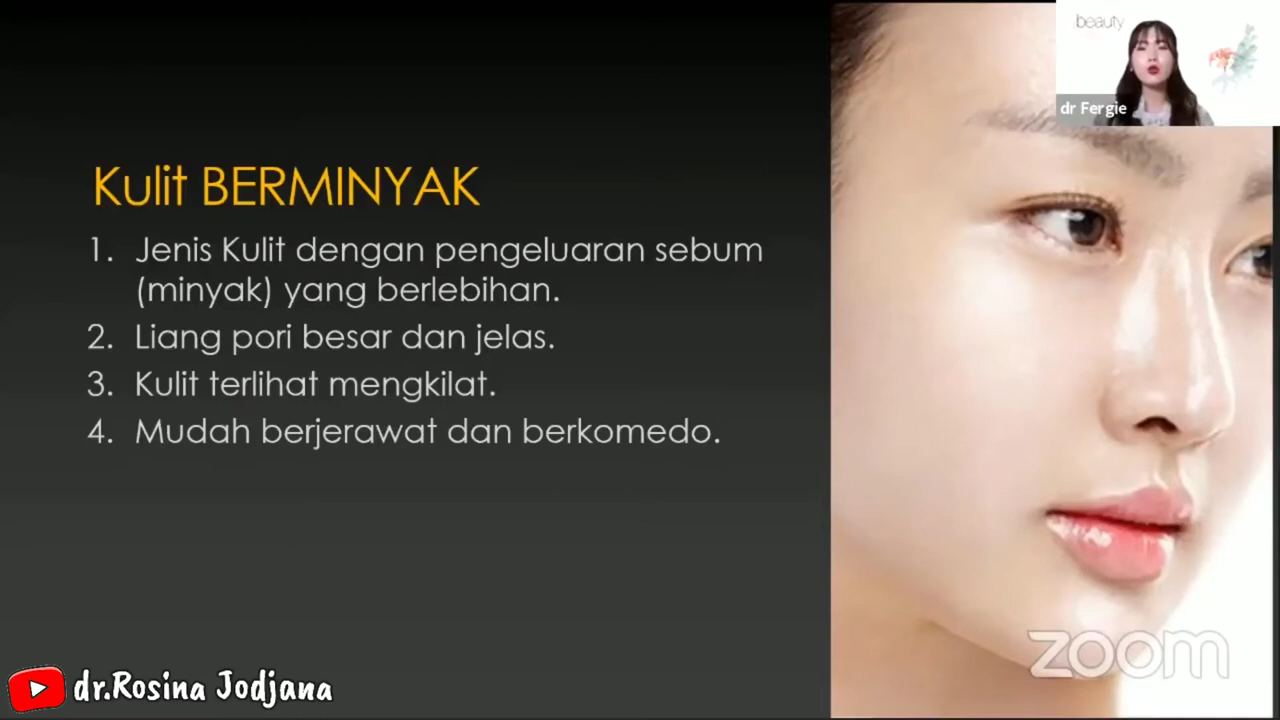 beauty
dr Fergie
Kulit BERMINYAK
1. Jenis Kulit dengan pengeluaran sebum
(minyak) yang berlebihan.
2. Liang pori besar dan jelas.
3. Kulit terlihat mengkilat.
4. Mudah berjerawat dan berkomedo.
zoom
dr.Rosina Jodjana